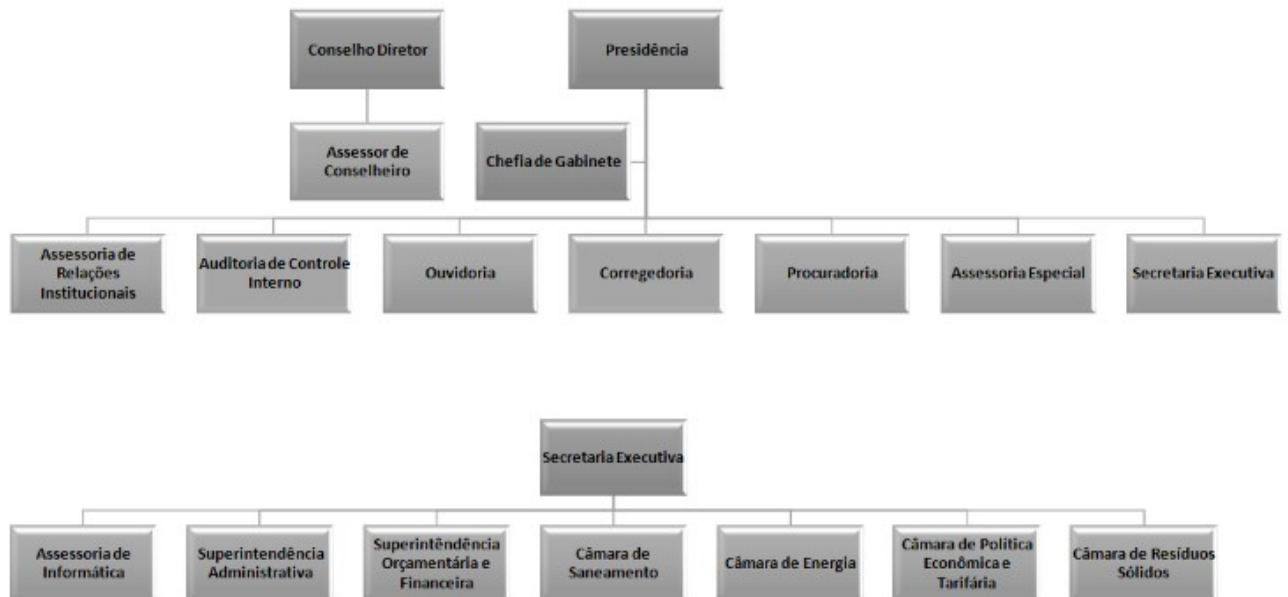 Conselho Diretor
Presidência
Assessor de
Conselheiro
Chefia de Gabinete
Assessoria de
Relações
Institucionais
Auditoria de Controle
Interno
Ouvidoria
Corregedoria
Procuradoria
Assessoria Especial
Secretaria Executiva
Secretaria Executiva
Assessoria de
Informática
Superintendência
Administrativa
Superintêndência
Orçamentária e
Financeira
Câmara de
Saneamento
Câmara de Energia
Câmara de Política
Econômica e
Tarifária
Câmara de Resíduos
Sólidos